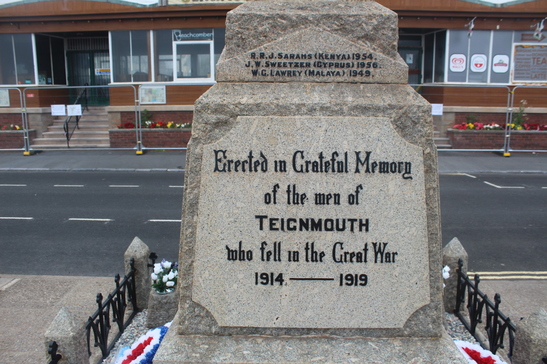 Beachcomber
R.R.J. SARAHS (KENYA) 1954.
J.W. SWEETZER (CYPRUS) 1956.
W.G. LAWREY (MALAYA) 1949.
Erected in Grateful Memory
of the men of
TEIGNMOUTH
who fell in the Great War
1914 — 1919